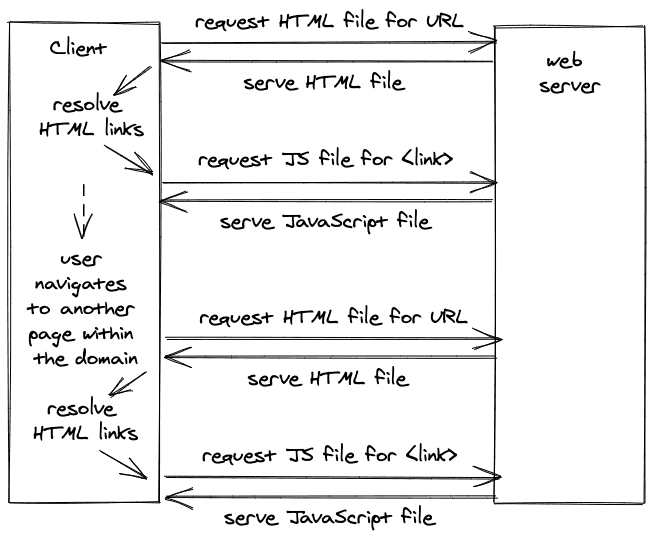 Client
request HTML file for URL
web
server
serve HTML file
resolve
HTML links
request JS file for <link>
serve JavaScript file
user
navigates
to another
page within
the domain
request HTML file for URL
serve HTML file
resolve
HTML links
request JS file for <link>
serve JavaScript file